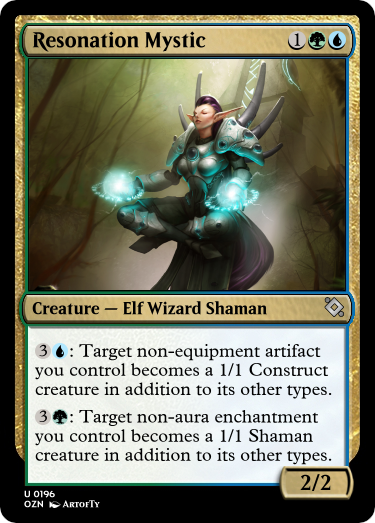 Resonation Mystic 1
Creature — Elf Wizard Shaman
3: Target non-equipment artifact
you control becomes a 1/1 Construct
creature in addition to its other types.
3: Target non-aura enchantment
you control becomes a 1/1 Shaman
creature in addition to its other types.
2/2
U 0196
OZN ArtofTy